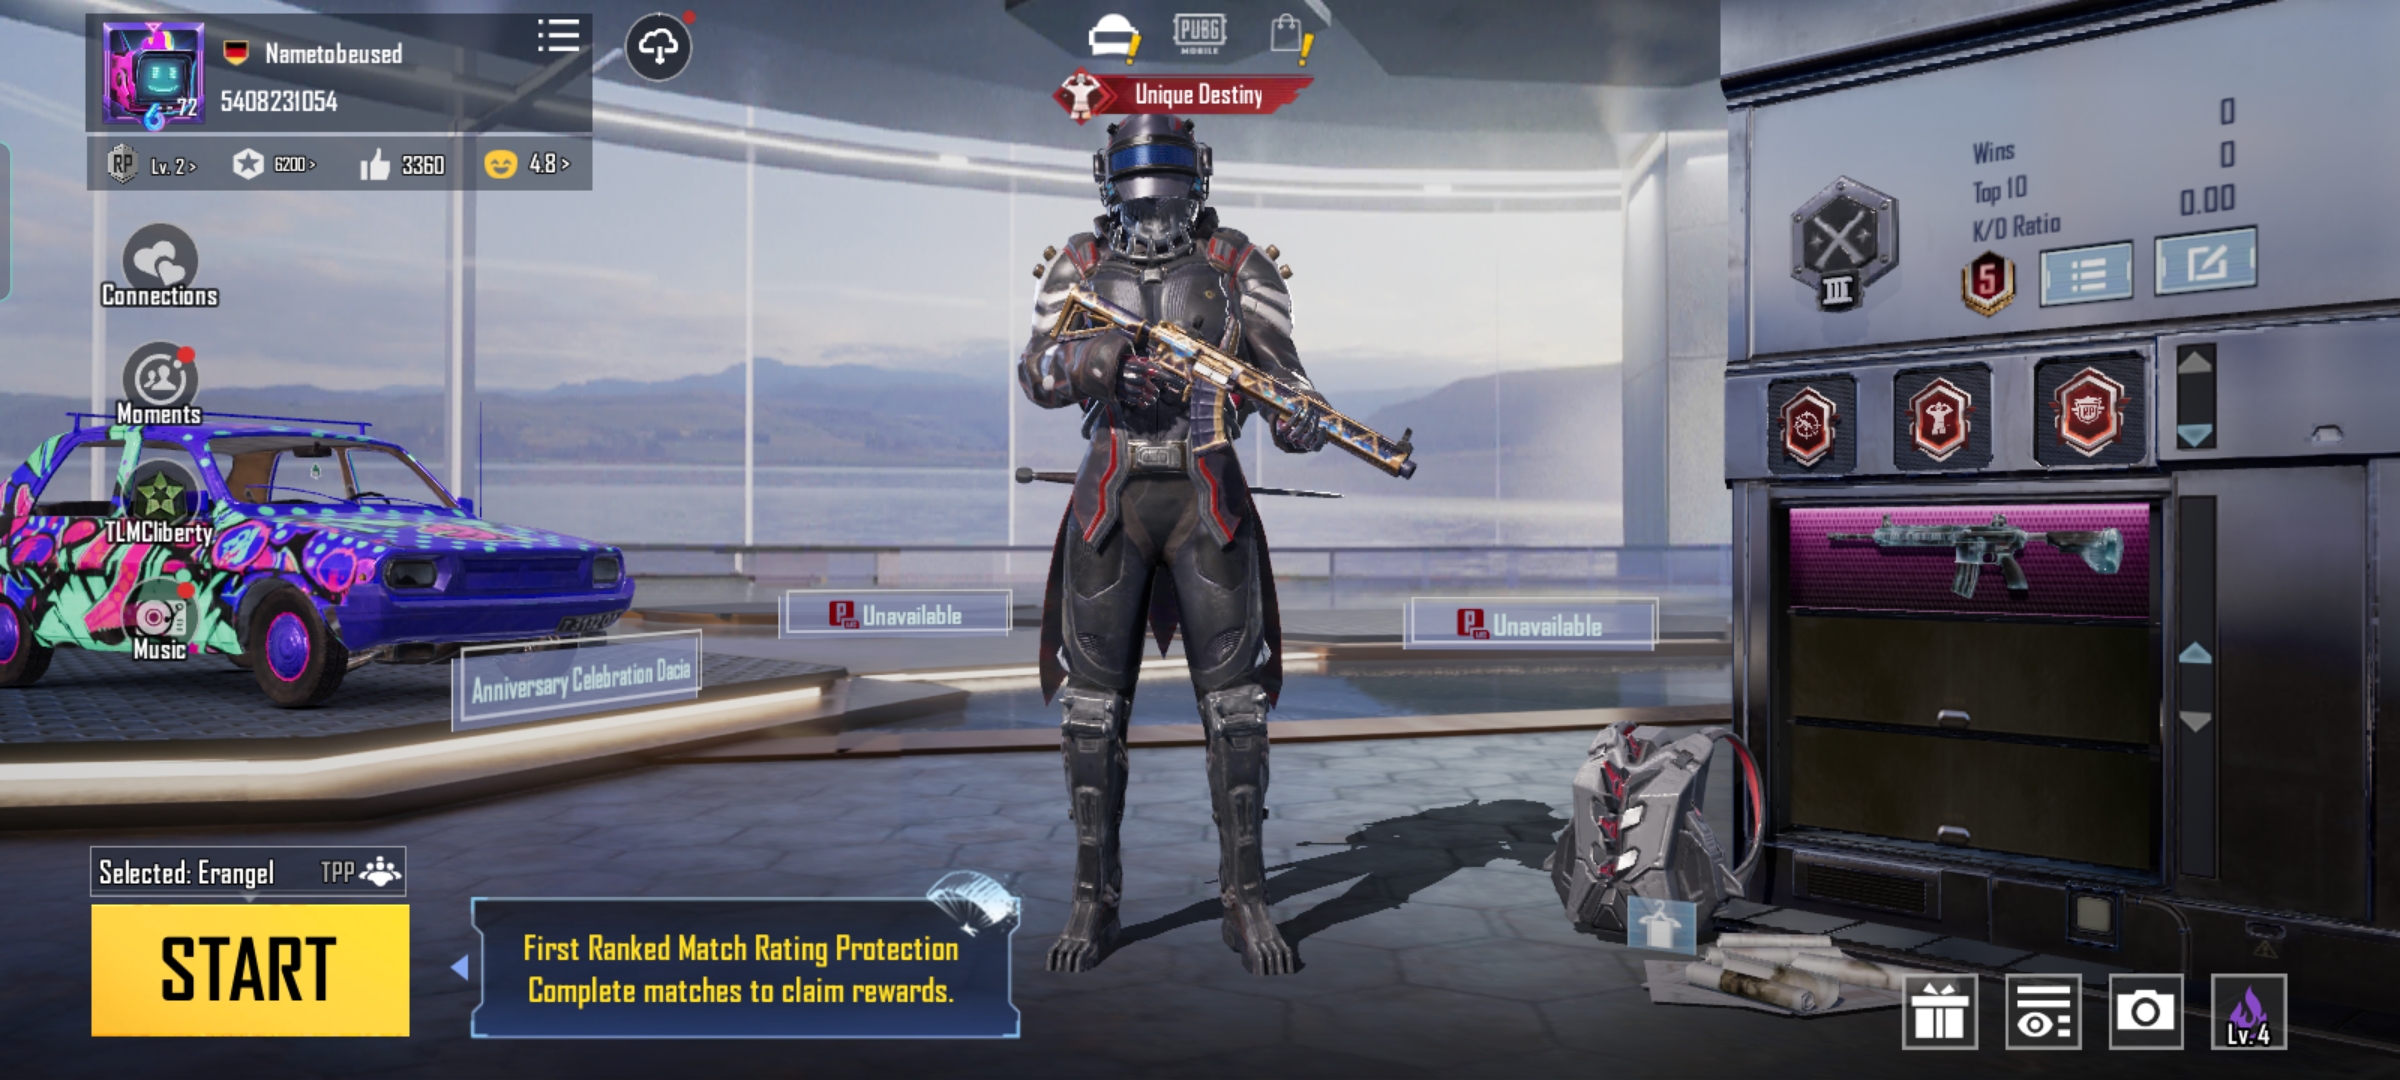 Nametobeused
5408231054
72
RP Lv. 2 >
6200 >
3360
4.8 >
PUBG
MOBILE
Unique Destiny
Connections
Moments
TLMCliberty
Music
Anniversary Celebration Dacia
Unavailable
Unavailable
0
Wins 0
Top 10
0.00
K/D Ratio
III
5
RP
Selected: Erangel TPP
START
First Ranked Match Rating Protection
Complete matches to claim rewards.
Lv. 4